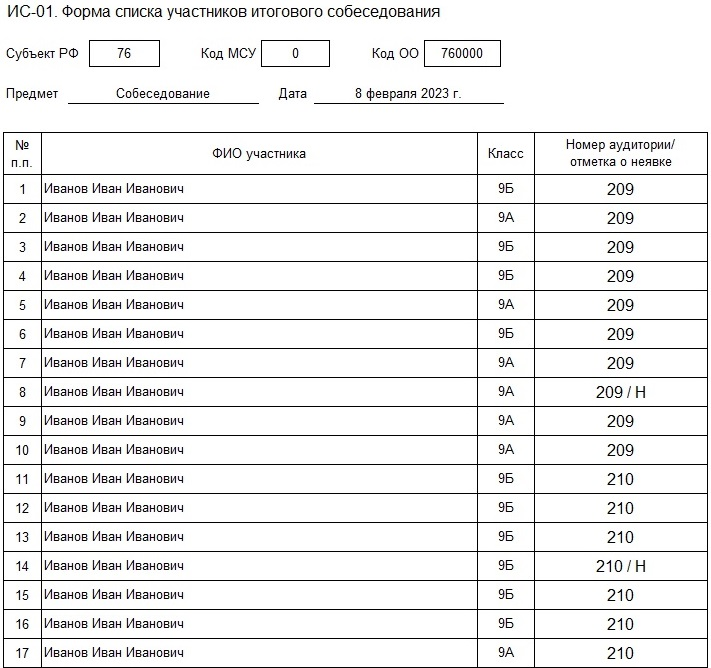 ИС-01. Форма списка участников итогового собеседования
Субъект РФ 76 Код МСУ 0 Код ОО 760000
Предмет Собеседование Дата 8 февраля 2023 г.
№ п.п. ФИО участника Класс Номер аудитории/ отметка о неявке
1 Иванов Иван Иванович 9Б 209
2 Иванов Иван Иванович 9А 209
3 Иванов Иван Иванович 9Б 209
4 Иванов Иван Иванович 9Б 209
5 Иванов Иван Иванович 9А 209
6 Иванов Иван Иванович 9Б 209
7 Иванов Иван Иванович 9А 209
8 Иванов Иван Иванович 9А 209 / Н
9 Иванов Иван Иванович 9А 209
10 Иванов Иван Иванович 9А 209
11 Иванов Иван Иванович 9Б 210
12 Иванов Иван Иванович 9Б 210
13 Иванов Иван Иванович 9Б 210
14 Иванов Иван Иванович 9Б 210 / Н
15 Иванов Иван Иванович 9Б 210
16 Иванов Иван Иванович 9Б 210
17 Иванов Иван Иванович 9А 210